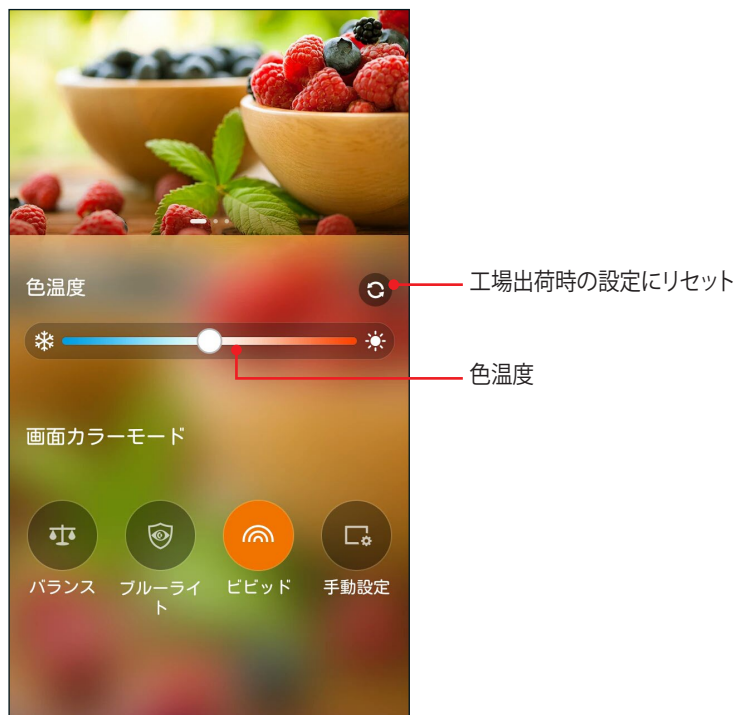 色温度
工場出荷時の設定にリセット
色温度
画面カラーモード
バランス
ブルーライ
ト
ビビッド
手動設定